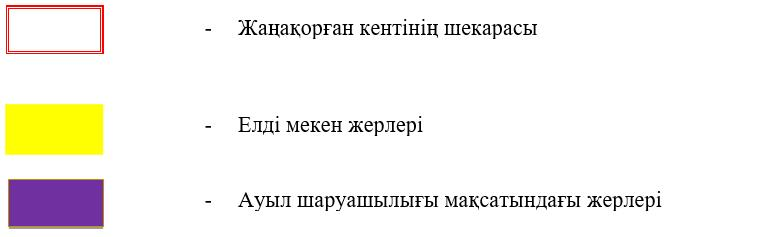 - Жаңақорған кентінің шекарасы
- Елді мекен жерлері
- Ауыл шаруашылығы мақсатындағы жерлері